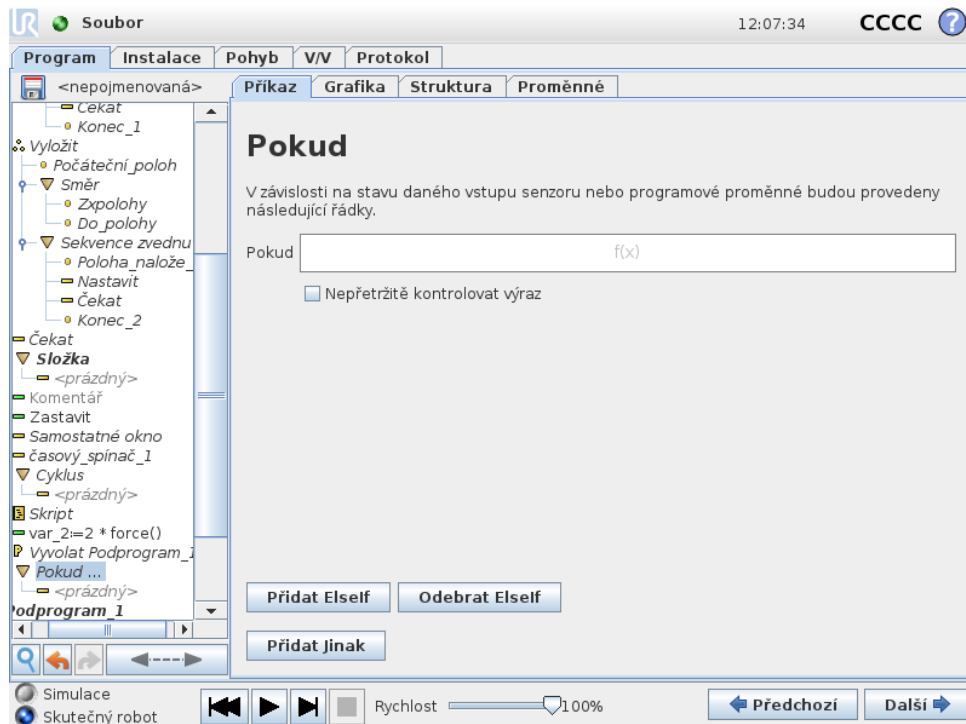 UR Soubor 12:07:34 CCCC ?
Program Instalace Pohyb V/V Protokol
<nepojmenovaná> Příkaz Grafika Struktura Proměnné
Čekat
Konec_1
Vyložit
Počáteční_poloh
Směr
Zxpolohy
Do_polohy
Sekvence zvednu
Poloha_nalože_
Nastavit
Čekat
Konec_2
Čekat
Složka
<prázdný>
Komentář
Zastavit
Samostatné okno
časový_spínač_1
Cyklus
<prázdný>
Skript
var_2:=2 * force()
Vyvolat Podprogram_1
Pokud ...
<prázdný>
Podprogram_1
Pokud
V závislosti na stavu daného vstupu senzoru nebo programové proměnné budou provedeny
následující řádky.
Pokud f(x)
Nepřetržitě kontrolovat výraz
Přidat ElseIf Odebrat ElseIf
Přidat Jinak
Simulace
Skutečný robot
Rychlost 100%
Předchozí Další